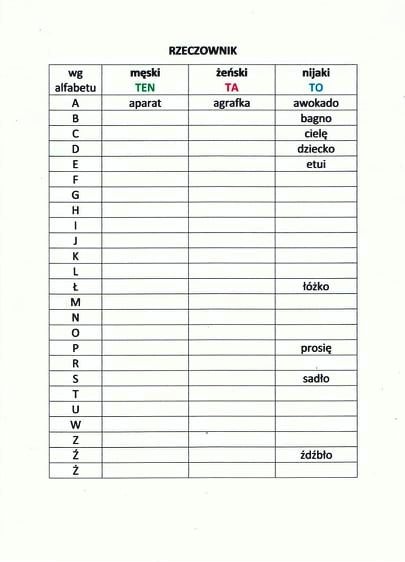 RZECZOWNIK
wg męski żeński nijaki
alfabetu TEN TA TO
A aparat agrafka awokado
B bagno
C cielę
D dziecko
E etui
F
G
H
I
J
K
L
Ł łóżko
M
N
O
P prosię
R
S sadło
T
U
W
Z
Ź źdźbło
Ż